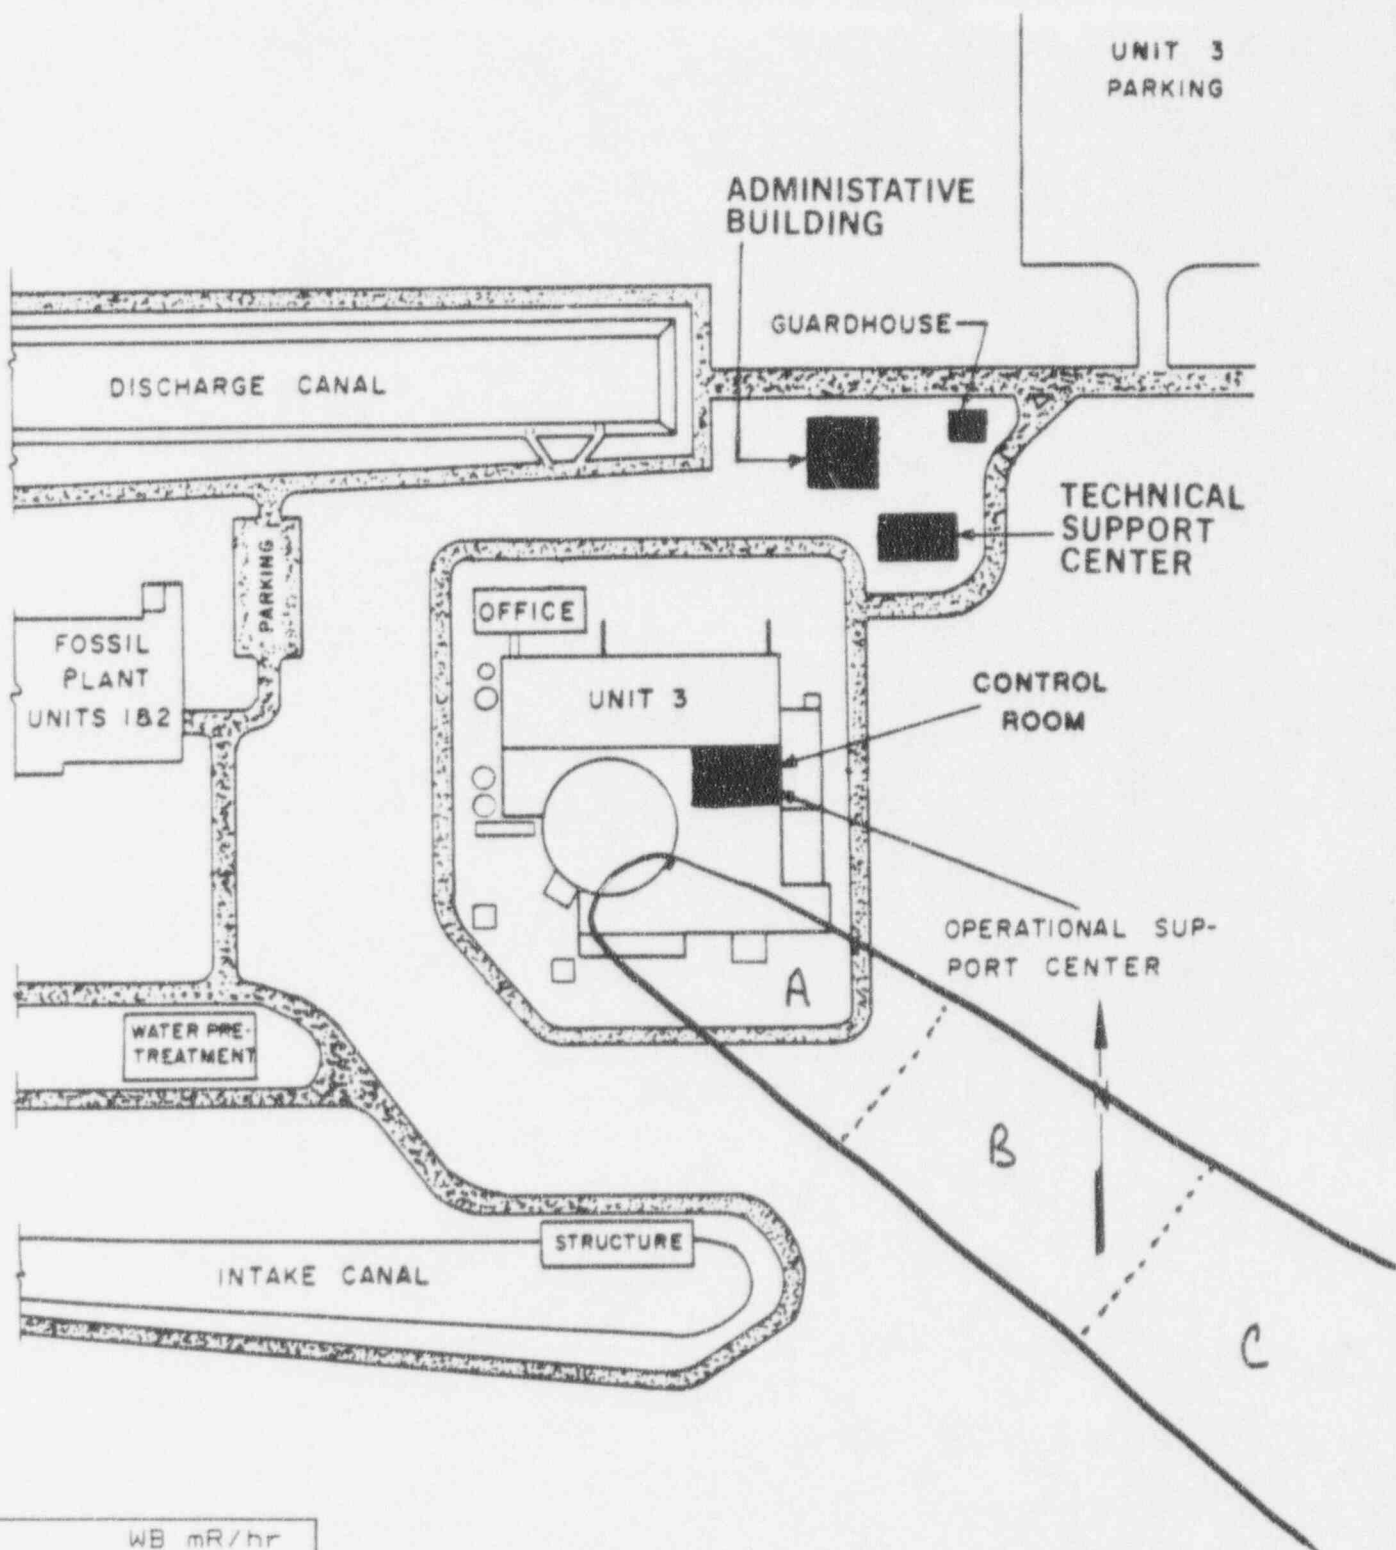 UNIT 3
PARKING
ADMINISTATIVE
BUILDING
GUARDHOUSE
DISCHARGE CANAL
TECHNICAL
SUPPORT
CENTER
PARKING
OFFICE
FOSSIL
PLANT
UNITS 1&2
UNIT 3
CONTROL
ROOM
OPERATIONAL SUP-
PORT CENTER
A
WATER PRE-
TREATMENT
N
B
STRUCTURE
INTAKE CANAL
C
WB mR/hr